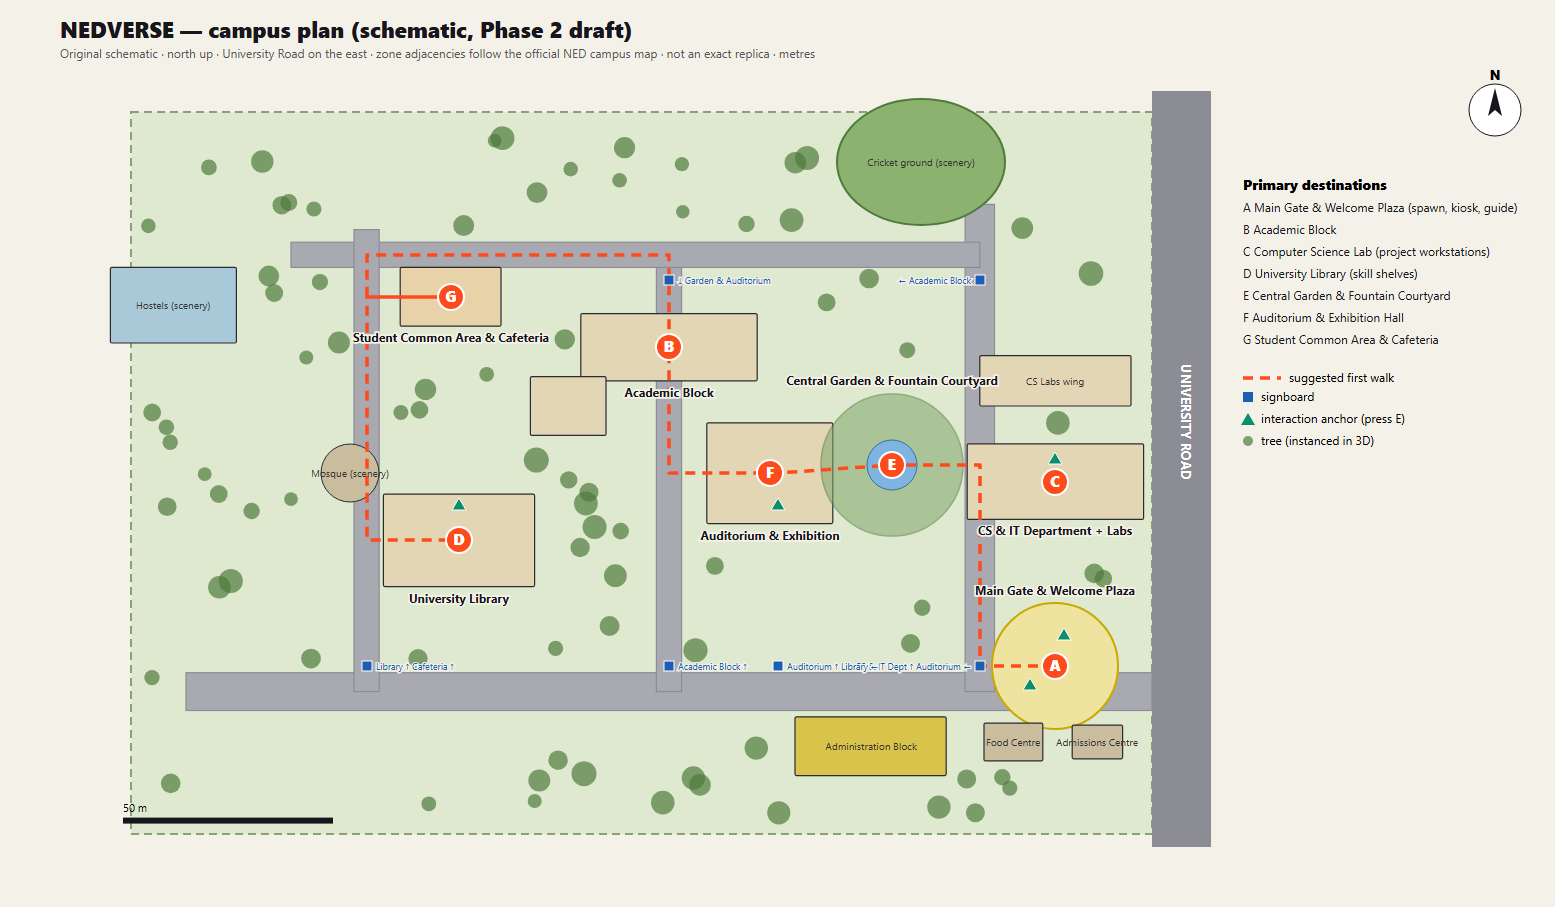 NEDVERSE — campus plan (schematic, Phase 2 draft)
Original schematic · north up · University Road on the east · zone adjacencies follow the official NED campus map · not an exact replica · metres
N
Cricket ground (scenery)
Primary destinations
A Main Gate & Welcome Plaza (spawn, kiosk, guide)
B Academic Block
C Computer Science Lab (project workstations)
D University Library (skill shelves)
E Central Garden & Fountain Courtyard
F Auditorium & Exhibition Hall
G Student Common Area & Cafeteria
suggested first walk
signboard
interaction anchor (press E)
tree (instanced in 3D)
↓ Garden & Auditorium
← Academic Block
Hostels (scenery)
G
Student Common Area & Cafeteria
B
Academic Block
Central Garden & Fountain Courtyard
CS Labs wing
UNIVERSITY ROAD
Mosque (scenery)
F
E
C
Auditorium & Exhibition
CS & IT Department + Labs
D
University Library
Main Gate & Welcome Plaza
Library ↑ Cafeteria ↑
Academic Block ↑
Auditorium ↑ Library ←
IT Dept ↑ Auditorium ←
A
Administration Block
Food Centre
Admissions Centre
50 m